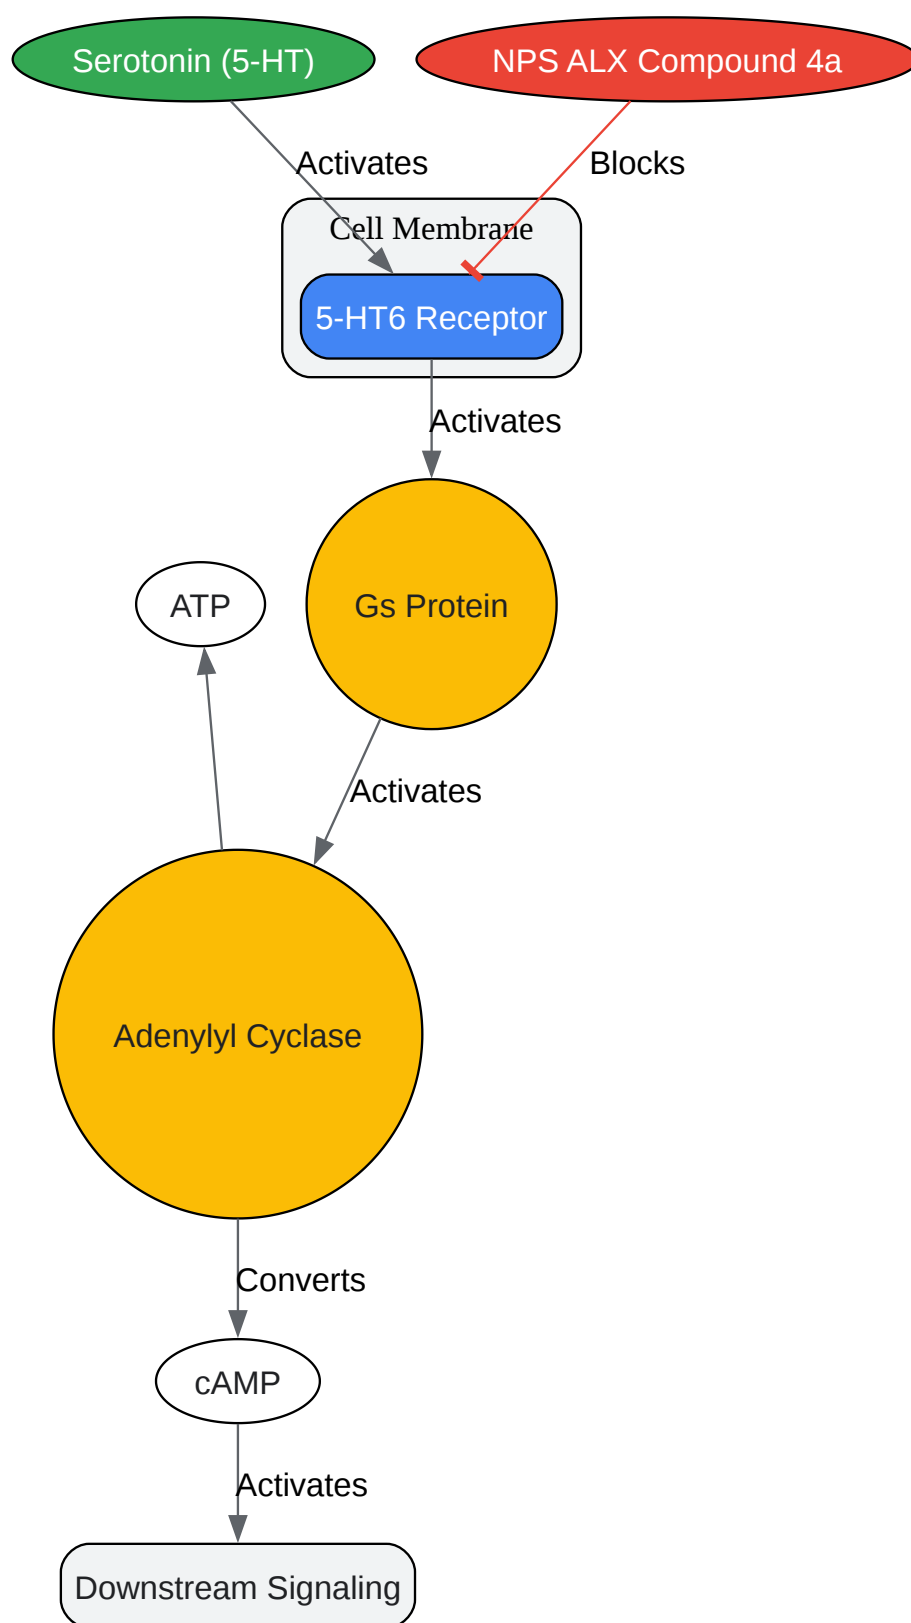 Serotonin (5-HT)
NPS ALX Compound 4a
Activates
Blocks
Cell Membrane
5-HT6 Receptor
Activates
Gs Protein
ATP
Activates
Adenylyl Cyclase
Converts
cAMP
Activates
Downstream Signaling